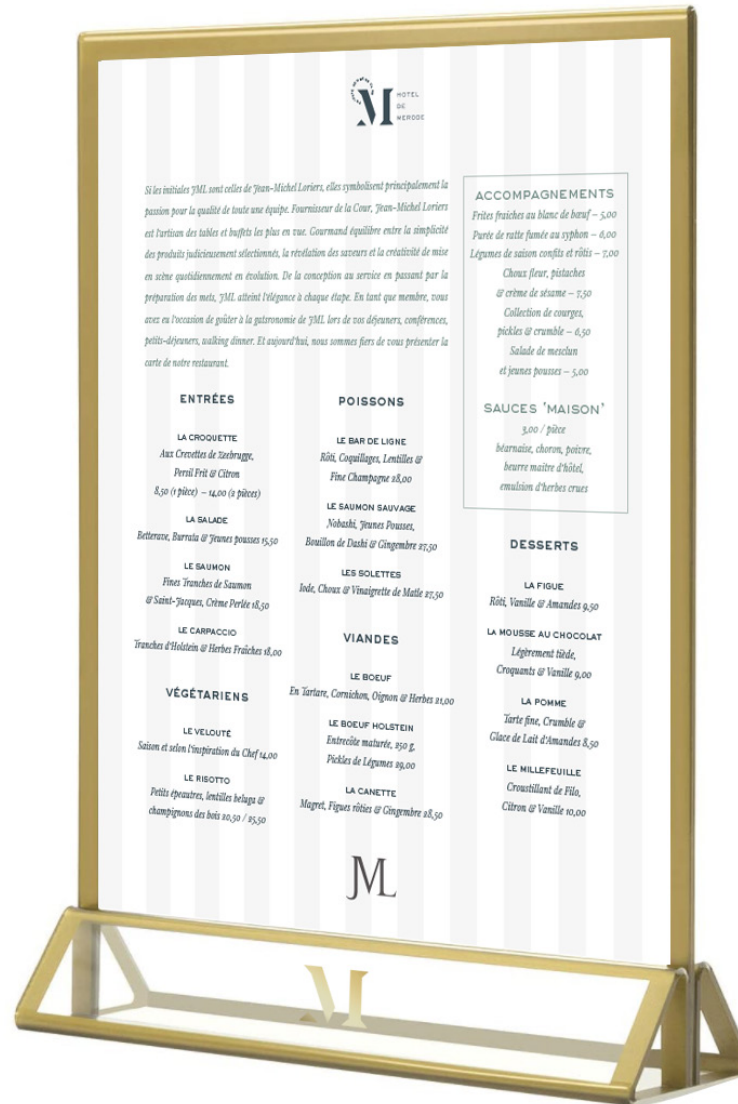 M
HOTEL
DE
MERODE
Si les initiales JML sont celles de Jean-Michel Loriers, elles symbolisent principalement la
passion pour la qualité de toute une équipe. Fournisseur de la Cour, Jean-Michel Loriers
est l'artisan des tables et buffets les plus en vue. Gourmand équilibre entre la simplicité
des produits judicieusement sélectionnés, la révélation des saveurs et la créativité de mise
en scène quotidiennement en évolution. De la conception au service en passant par la
préparation des mets, JML atteint l'élégance à chaque étape. En tant que membre, vous
avez eu l'occasion de goûter à la gatsronomie de JML lors de vos déjeuners, conférences,
petits-déjeuners, walking dinner. Et aujourd'hui, nous sommes fiers de vous présenter la
carte de notre restaurant.
ENTRÉES
LA CROQUETTE
Aux Crevettes de Zeebrugge,
Persil Frit & Citron
8,50 (1 pièce) – 14,00 (2 pièces)
LA SALADE
Betterave, Burrata & Jeunes pousses 15,50
LE SAUMON
Fines Tranches de Saumon
& Saint-Jacques, Crème Perlée 18,50
LE CARPACCIO
Tranches d'Holstein & Herbes Fraîches 18,00
VÉGÉTARIENS
LE VELOUTÉ
Saison et selon l'inspiration du Chef 14,00
LE RISOTTO
Petits épeautres, lentilles beluga &
champignons des bois 20,50 / 25,50
POISSONS
LE BAR DE LIGNE
Rôti, Coquillages, Lentilles &
Fine Champagne 28,00
LE SAUMON SAUVAGE
Nobashi, Jeunes Pousses,
Bouillon de Dashi & Gingembre 27,50
LES SOLETTES
Iode, Choux & Vinaigrette de Matle 27,50
VIANDES
LE BOEUF
En Tartare, Cornichon, Oignon & Herbes 21,00
LE BOEUF HOLSTEIN
Entrecôte maturée, 250 g,
Pickles de Légumes 29,00
LA CANETTE
Magret, Figues rôties & Gingembre 28,50
ACCOMPAGNEMENTS
Frites fraîches au blanc de bœuf – 5,00
Purée de ratte fumée au syphon – 6,00
Légumes de saison confits et rôtis – 7,00
Choux fleur, pistaches
& crème de sésame – 7,50
Collection de courges,
pickles & crumble – 6,50
Salade de mesclun
et jeunes pousses – 5,00
SAUCES 'MAISON'
3,00 / pièce
béarnaise, choron, poivre,
beurre maître d'hôtel,
emulsion d'herbes crues
DESSERTS
LA FIGUE
Rôti, Vanille & Amandes 9,50
LA MOUSSE AU CHOCOLAT
Légèrement tiède,
Croquants & Vanille 9,00
LA POMME
Tarte fine, Crumble &
Glace de Lait d'Amandes 8,50
LE MILLEFEUILLE
Croustillant de Filo,
Citron & Vanille 10,00
JML
M